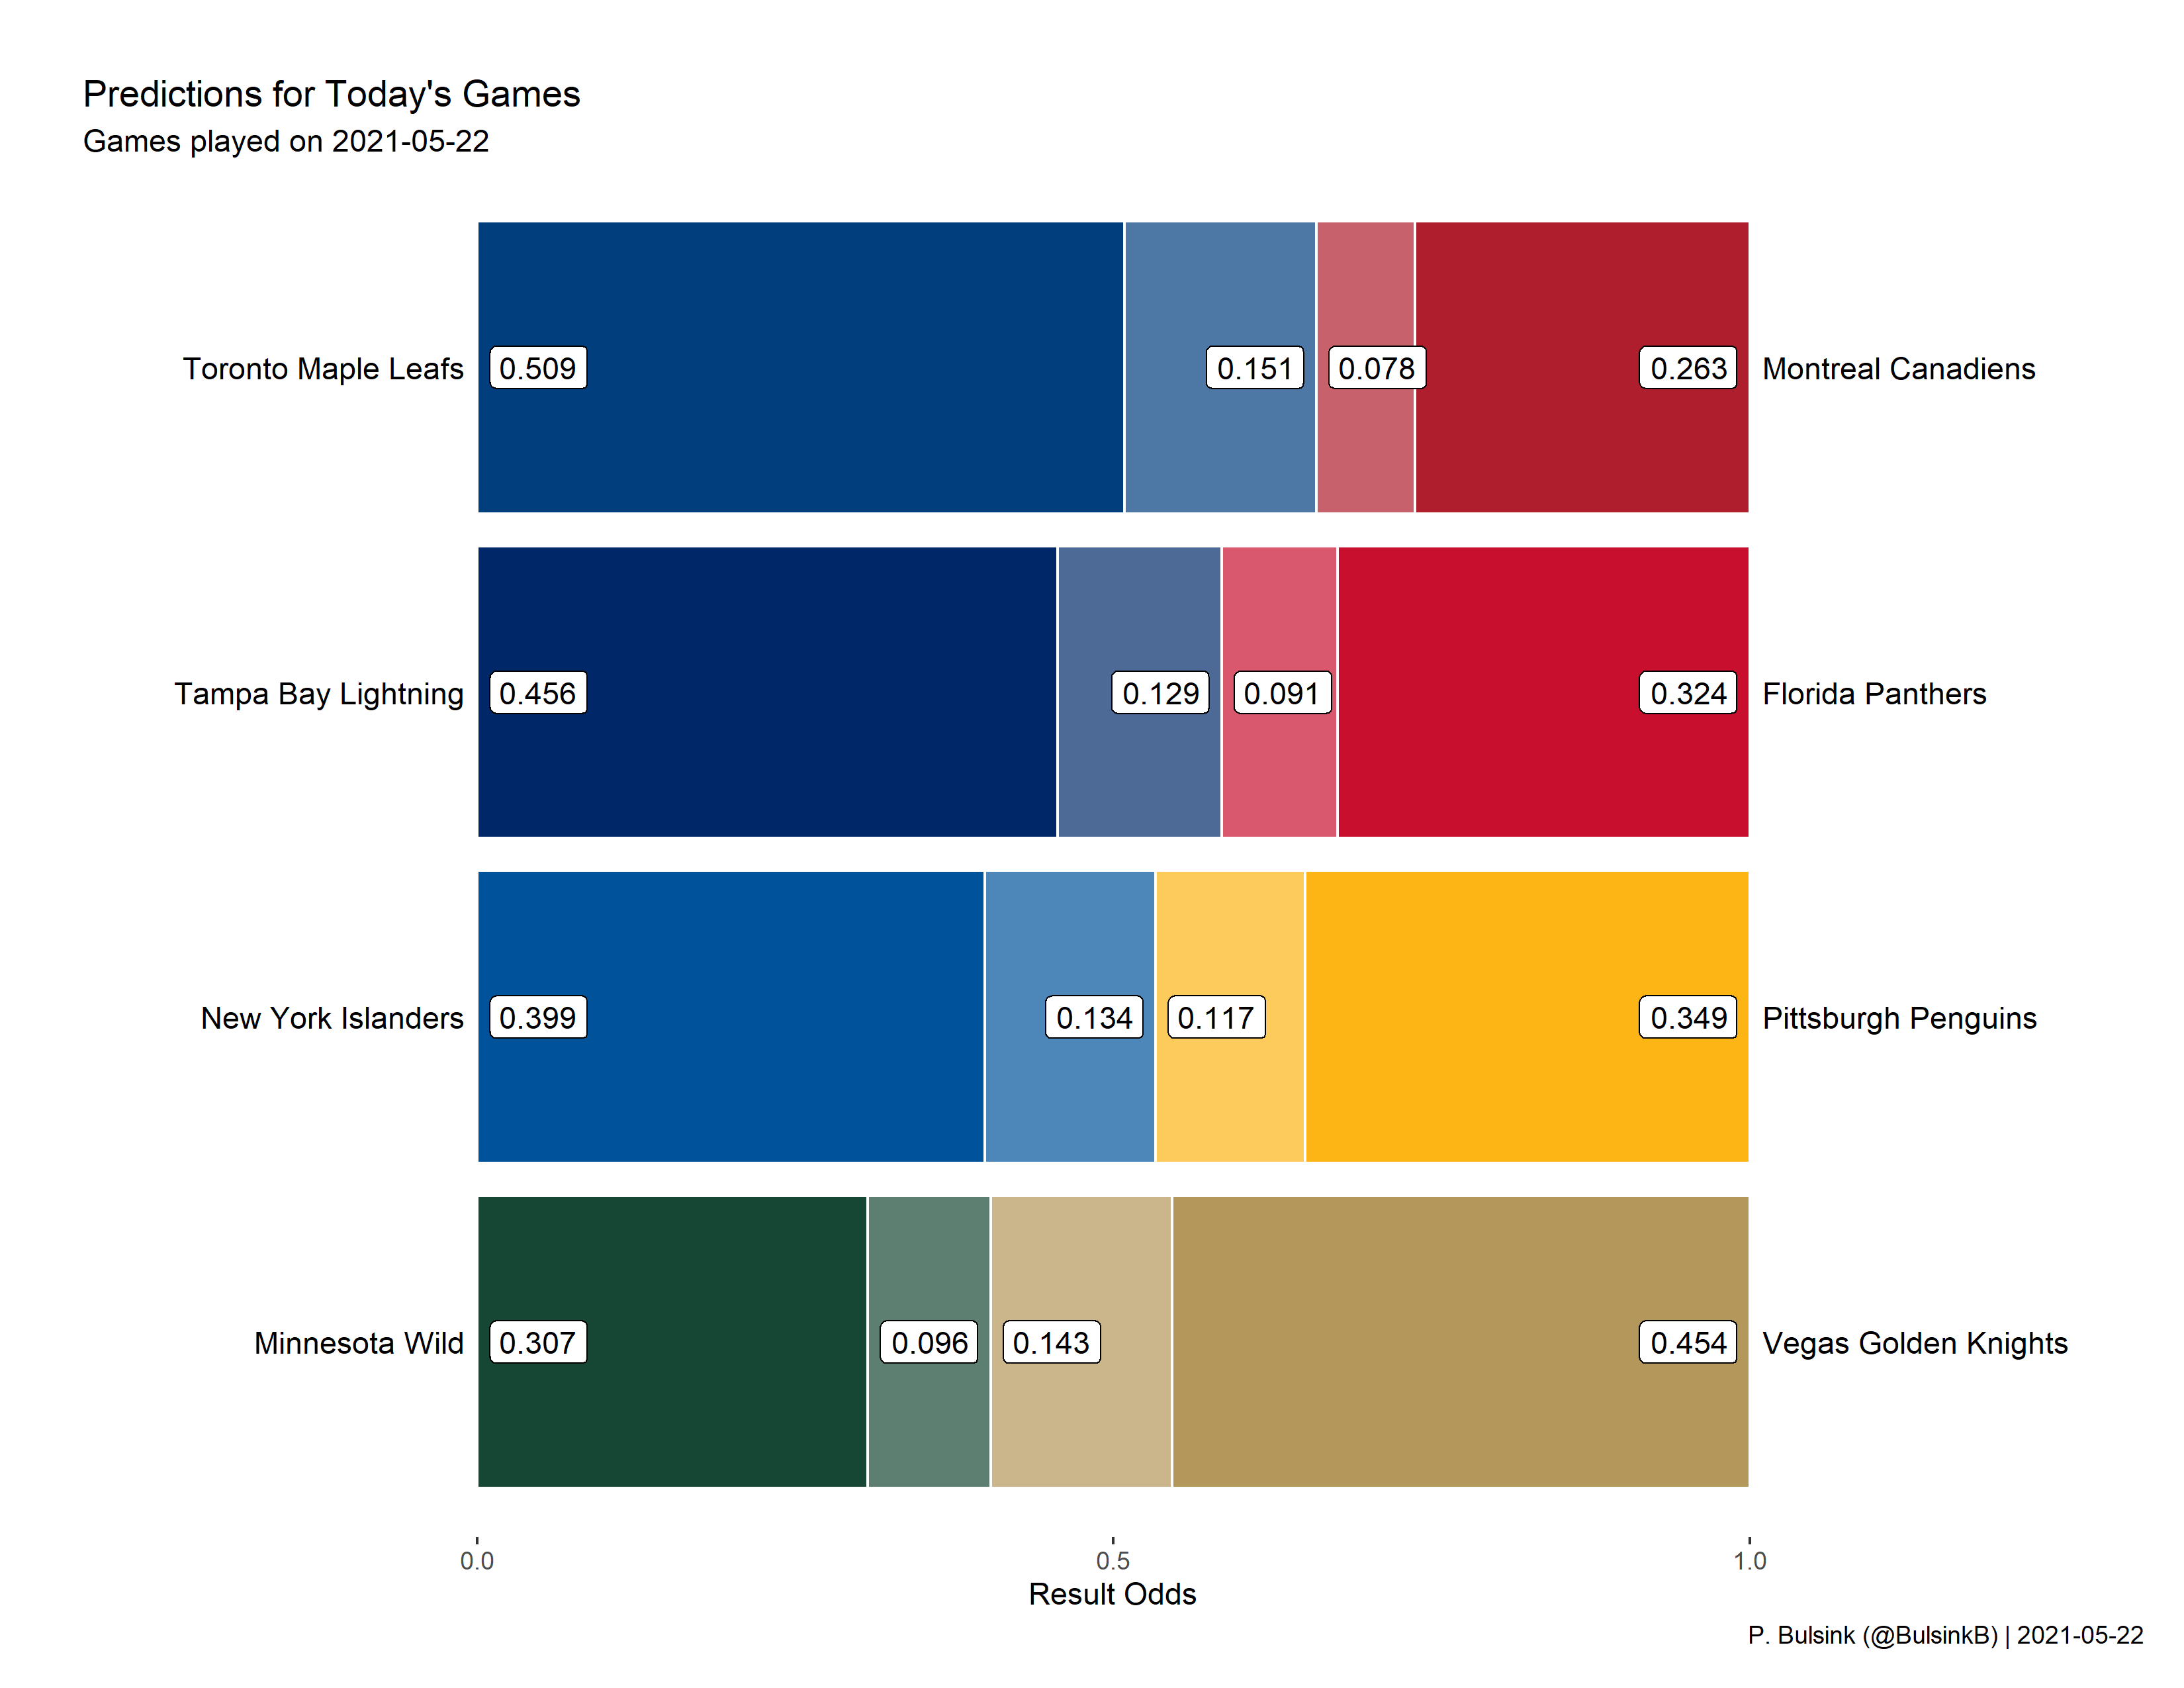 Predictions for Today's Games
Games played on 2021-05-22
Toronto Maple Leafs 0.509 0.151 0.078 0.263 Montreal Canadiens
Tampa Bay Lightning 0.456 0.129 0.091 0.324 Florida Panthers
New York Islanders 0.399 0.134 0.117 0.349 Pittsburgh Penguins
Minnesota Wild 0.307 0.096 0.143 0.454 Vegas Golden Knights
0.0 0.5 1.0
Result Odds
P. Bulsink (@BulsinkB) | 2021-05-22